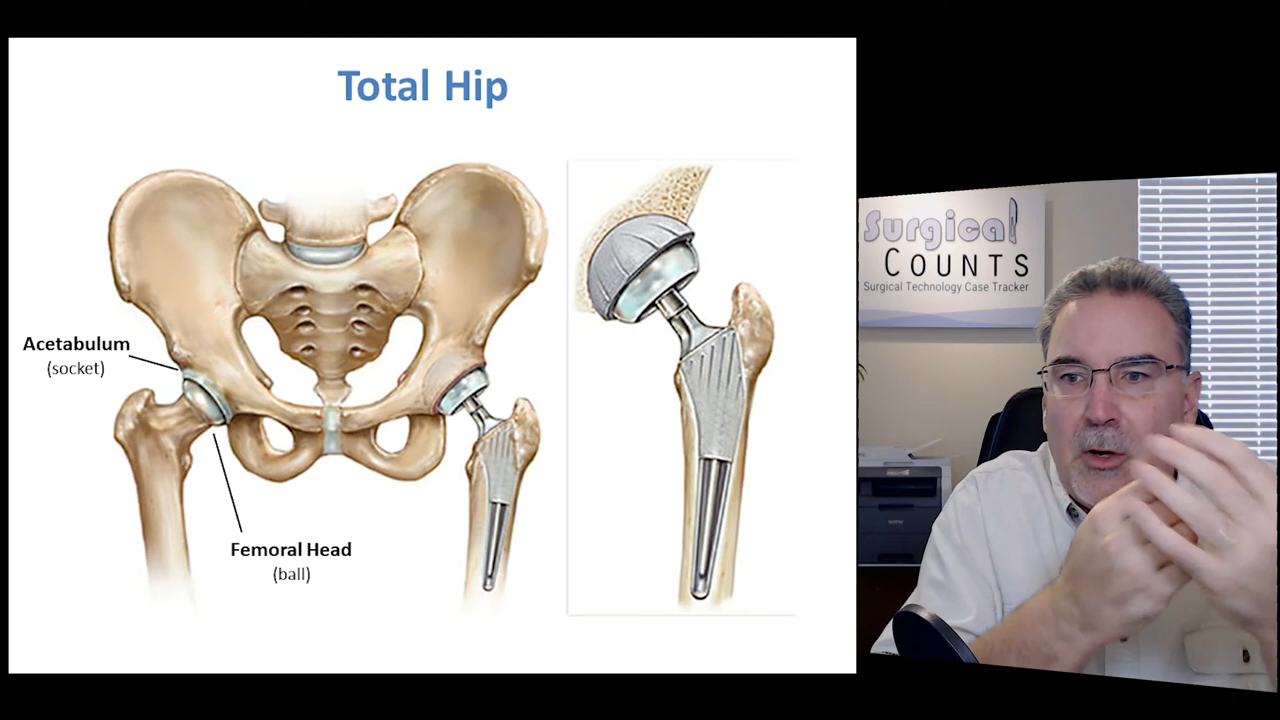 Total Hip
Acetabulum
(socket)
Femoral Head
(ball)
Surgical
COUNTS
Surgical Technology Case Tracker